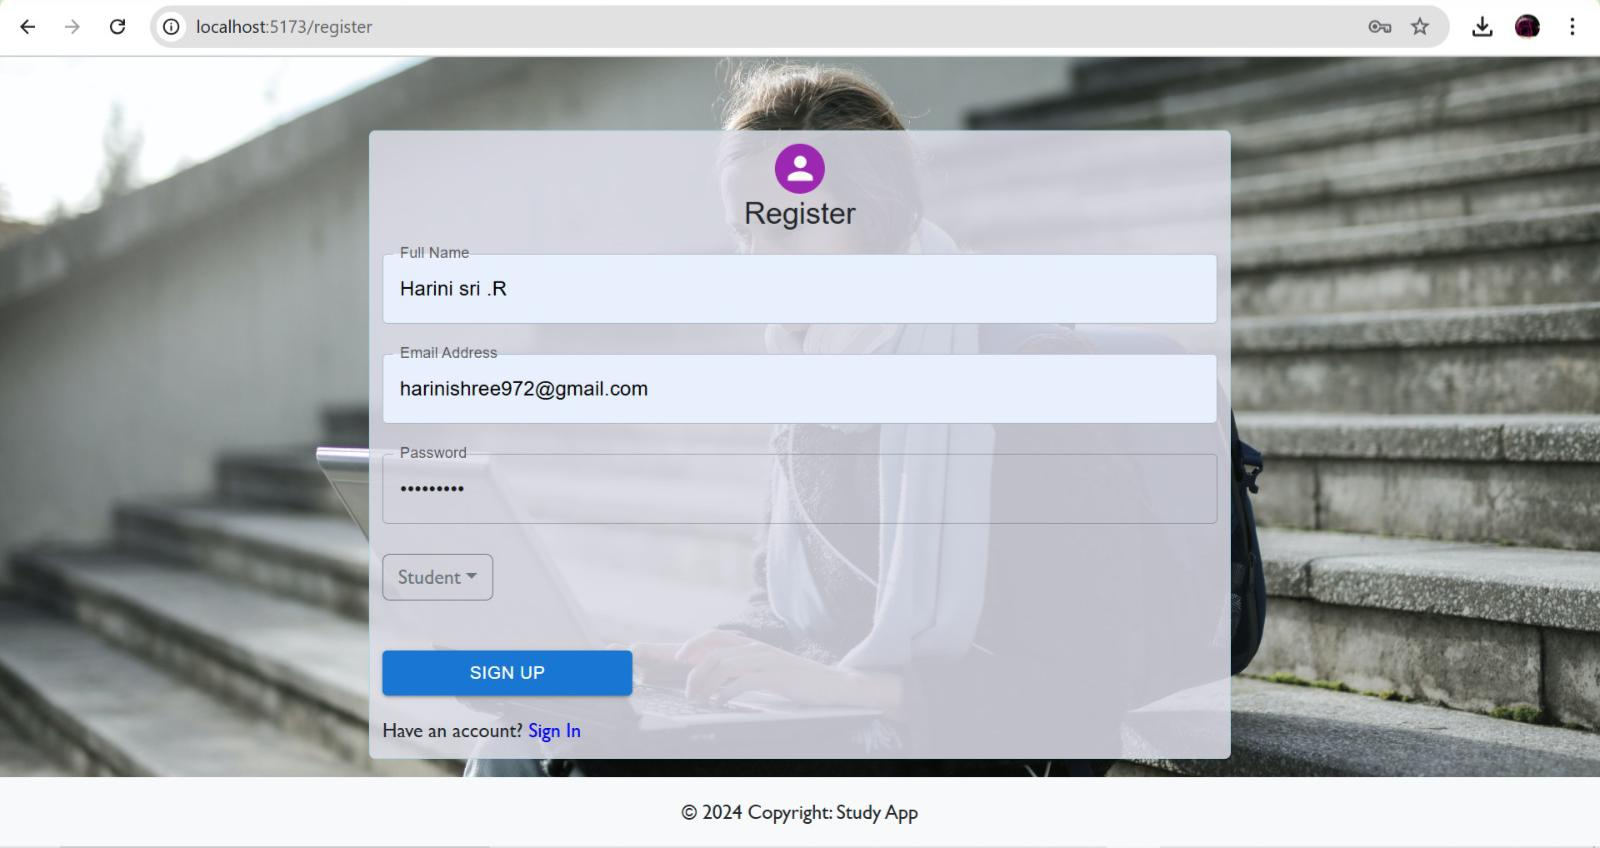 localhost:5173/register
Register
Full Name
Harini sri .R
Email Address
harinishree972@gmail.com
Password
•••••••••
Student
SIGN UP
Have an account? Sign In
© 2024 Copyright: Study App